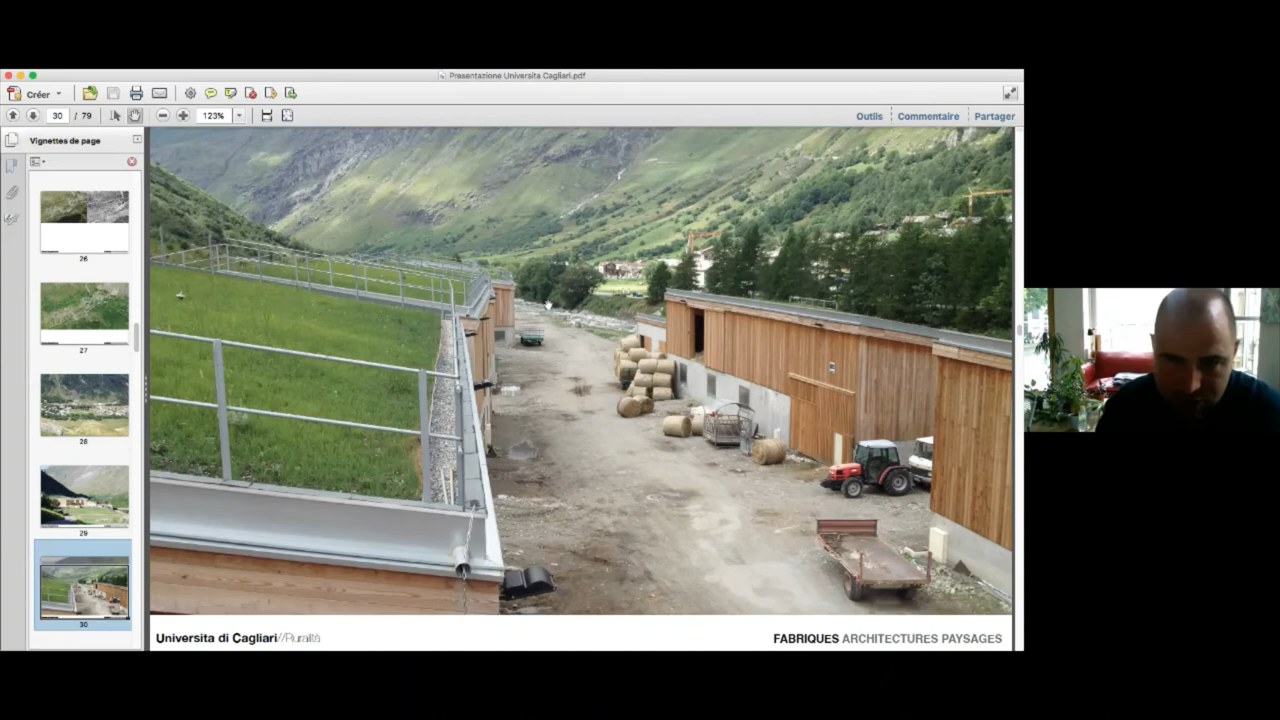 Presentazione Universita Cagliari.pdf
Créer
30 / 79 123% Outils Commentaire Partager
Vignettes de page
26
27
28
29
30
Universita di Cagliari//Ruralità FABRIQUES ARCHITECTURES PAYSAGES